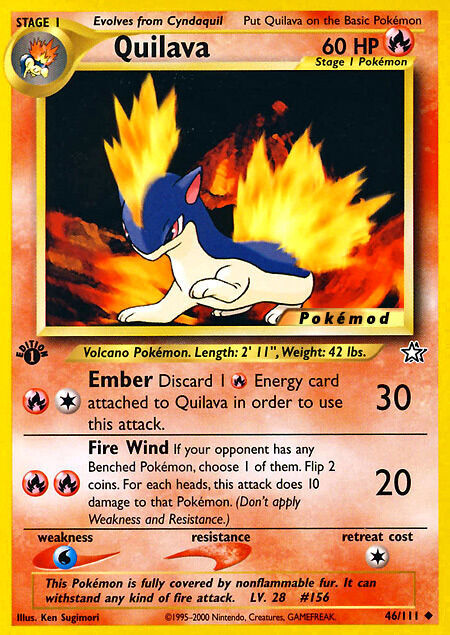 STAGE 1 Evolves from Cyndaquil Put Quilava on the Basic Pokémon
Quilava 60 HP
Stage 1 Pokémon
Pokémod
EDITION
1
Volcano Pokémon. Length: 2' 11", Weight: 42 lbs.
Ember Discard 1 Energy card
attached to Quilava in order to use
this attack.
30
Fire Wind If your opponent has any
Benched Pokémon, choose 1 of them. Flip 2
coins. For each heads, this attack does 10
damage to that Pokémon. (Don't apply
Weakness and Resistance.)
20
weakness resistance retreat cost
This Pokémon is fully covered by nonflammable fur. It can
withstand any kind of fire attack. LV. 28 #156
Illus. Ken Sugimori ©1995-2000 Nintendo, Creatures, GAMEFREAK. 46/111